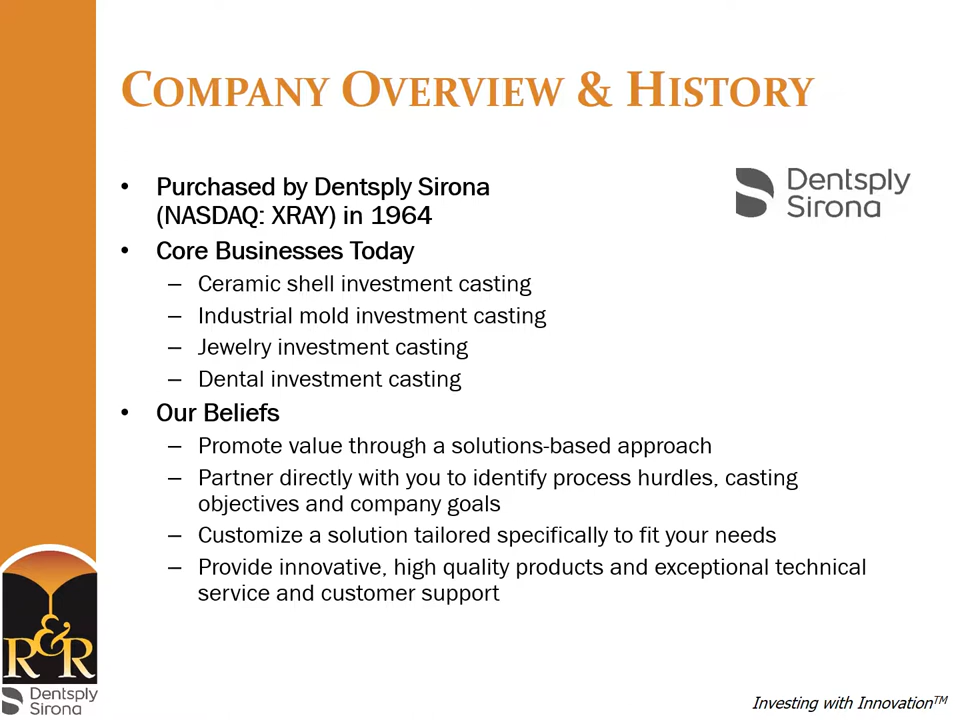 COMPANY OVERVIEW & HISTORY
• Purchased by Dentsply Sirona
(NASDAQ: XRAY) in 1964
Dentsply
Sirona
• Core Businesses Today
– Ceramic shell investment casting
– Industrial mold investment casting
– Jewelry investment casting
– Dental investment casting
• Our Beliefs
– Promote value through a solutions-based approach
– Partner directly with you to identify process hurdles, casting
objectives and company goals
– Customize a solution tailored specifically to fit your needs
– Provide innovative, high quality products and exceptional technical
service and customer support
R&R
Dentsply
Sirona
Investing with Innovation™